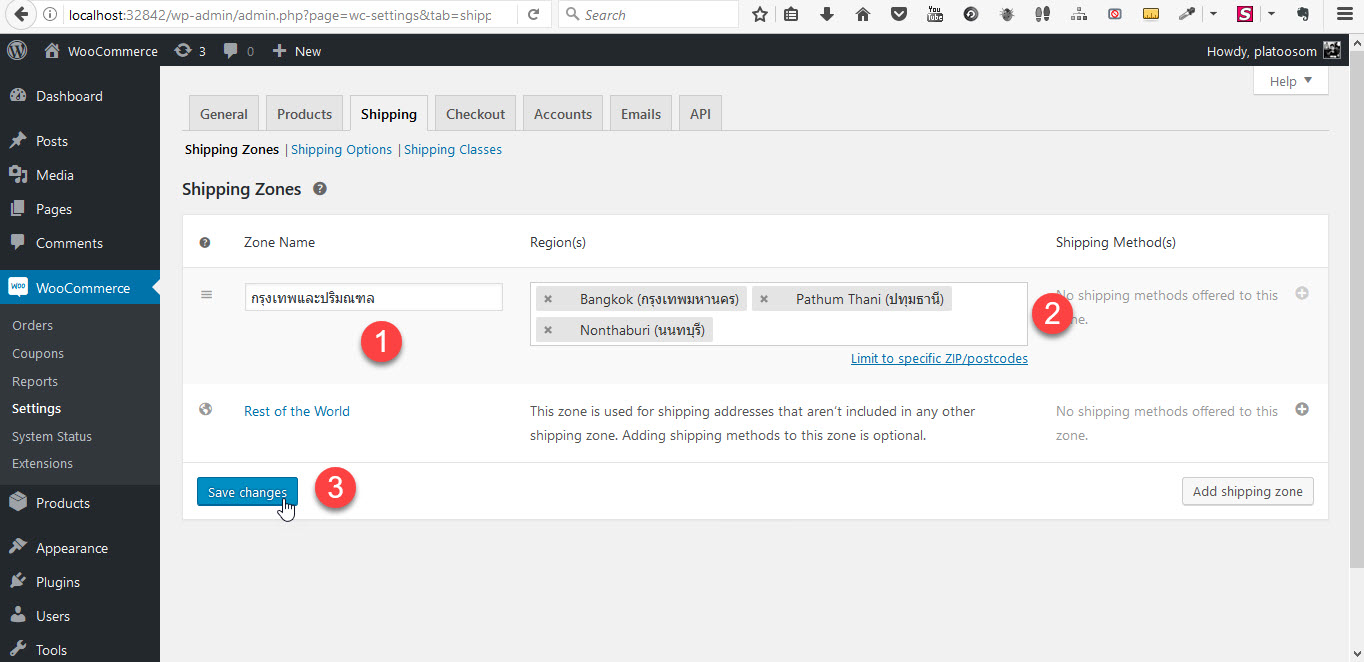 localhost:32842/wp-admin/admin.php?page=wc-settings&tab=shipp
Search
You
Tube
S
WooCommerce 3 0 New
Howdy, platoosom
Help
Dashboard
Posts
Media
Pages
Comments
woo WooCommerce
Orders
Coupons
Reports
Settings
System Status
Extensions
Products
Appearance
Plugins
Users
Tools
General Products Shipping Checkout Accounts Emails API
Shipping Zones | Shipping Options | Shipping Classes
Shipping Zones ?
? Zone Name Region(s) Shipping Method(s)
กรุงเทพและปริมณฑล
1
× Bangkok (กรุงเทพมหานคร) × Pathum Thani (ปทุมธานี)
× Nonthaburi (นนทบุรี)
2
Limit to specific ZIP/postcodes
No shipping methods offered to this
Rest of the World
This zone is used for shipping addresses that aren't included in any other
shipping zone. Adding shipping methods to this zone is optional.
No shipping methods offered to this
zone.
Save changes
3
Add shipping zone